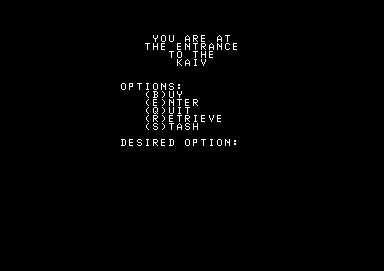 YOU ARE AT
THE ENTRANCE
TO THE
KAIV
OPTIONS:
(B)UY
(E)NTER
(Q)UIT
(R)ETRIEVE
(S)TASH
DESIRED OPTION: